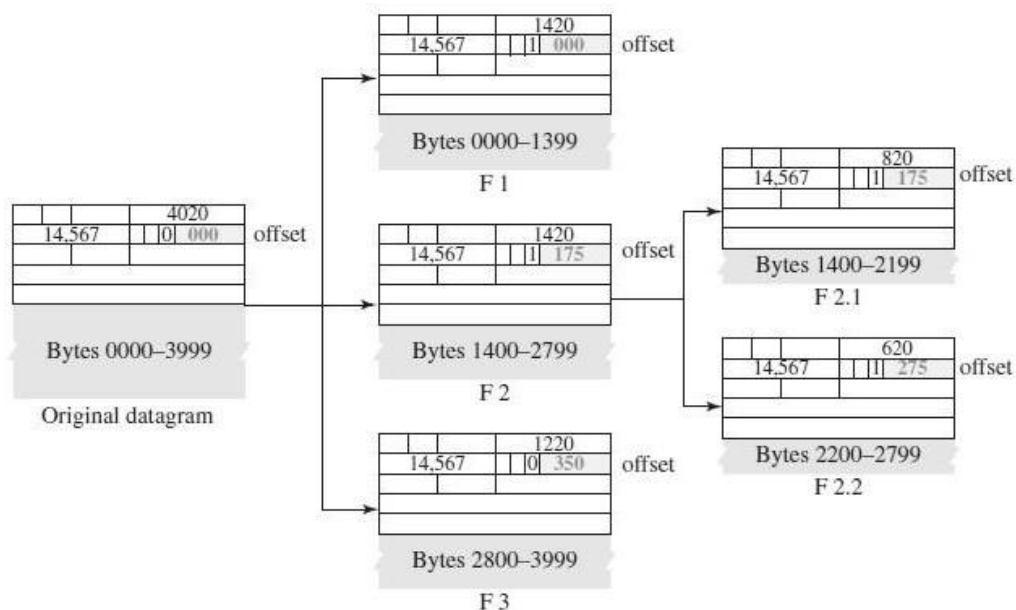 4020
14,567 0 000 offset
Bytes 0000–3999
Original datagram
1420
14,567 1 000 offset
Bytes 0000–1399
F 1
1420
14,567 1 175 offset
Bytes 1400–2799
F 2
1220
14,567 0 350 offset
Bytes 2800–3999
F 3
820
14,567 1 175 offset
Bytes 1400–2199
F 2.1
620
14,567 1 275 offset
Bytes 2200–2799
F 2.2